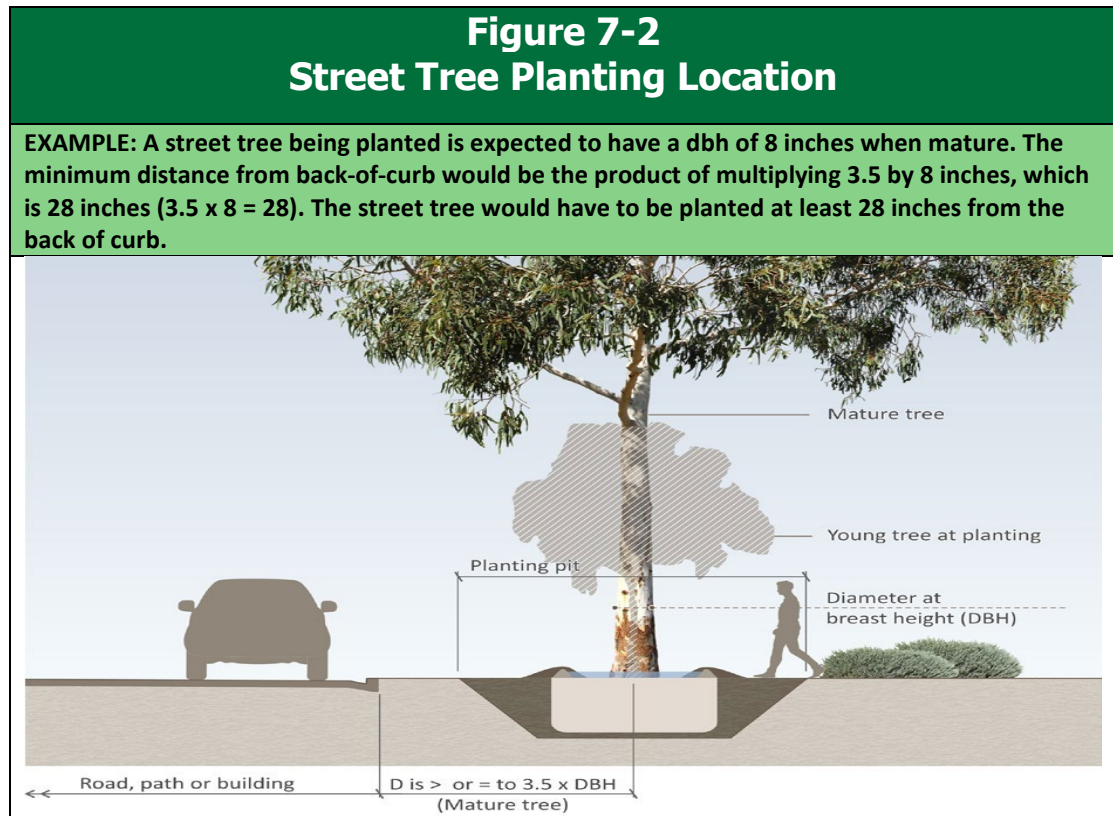 Figure 7-2
Street Tree Planting Location
EXAMPLE: A street tree being planted is expected to have a dbh of 8 inches when mature. The
minimum distance from back-of-curb would be the product of multiplying 3.5 by 8 inches, which
is 28 inches (3.5 x 8 = 28). The street tree would have to be planted at least 28 inches from the
back of curb.
Mature tree
Young tree at planting
Planting pit
Diameter at
breast height (DBH)
Road, path or building
D is > or = to 3.5 x DBH
(Mature tree)